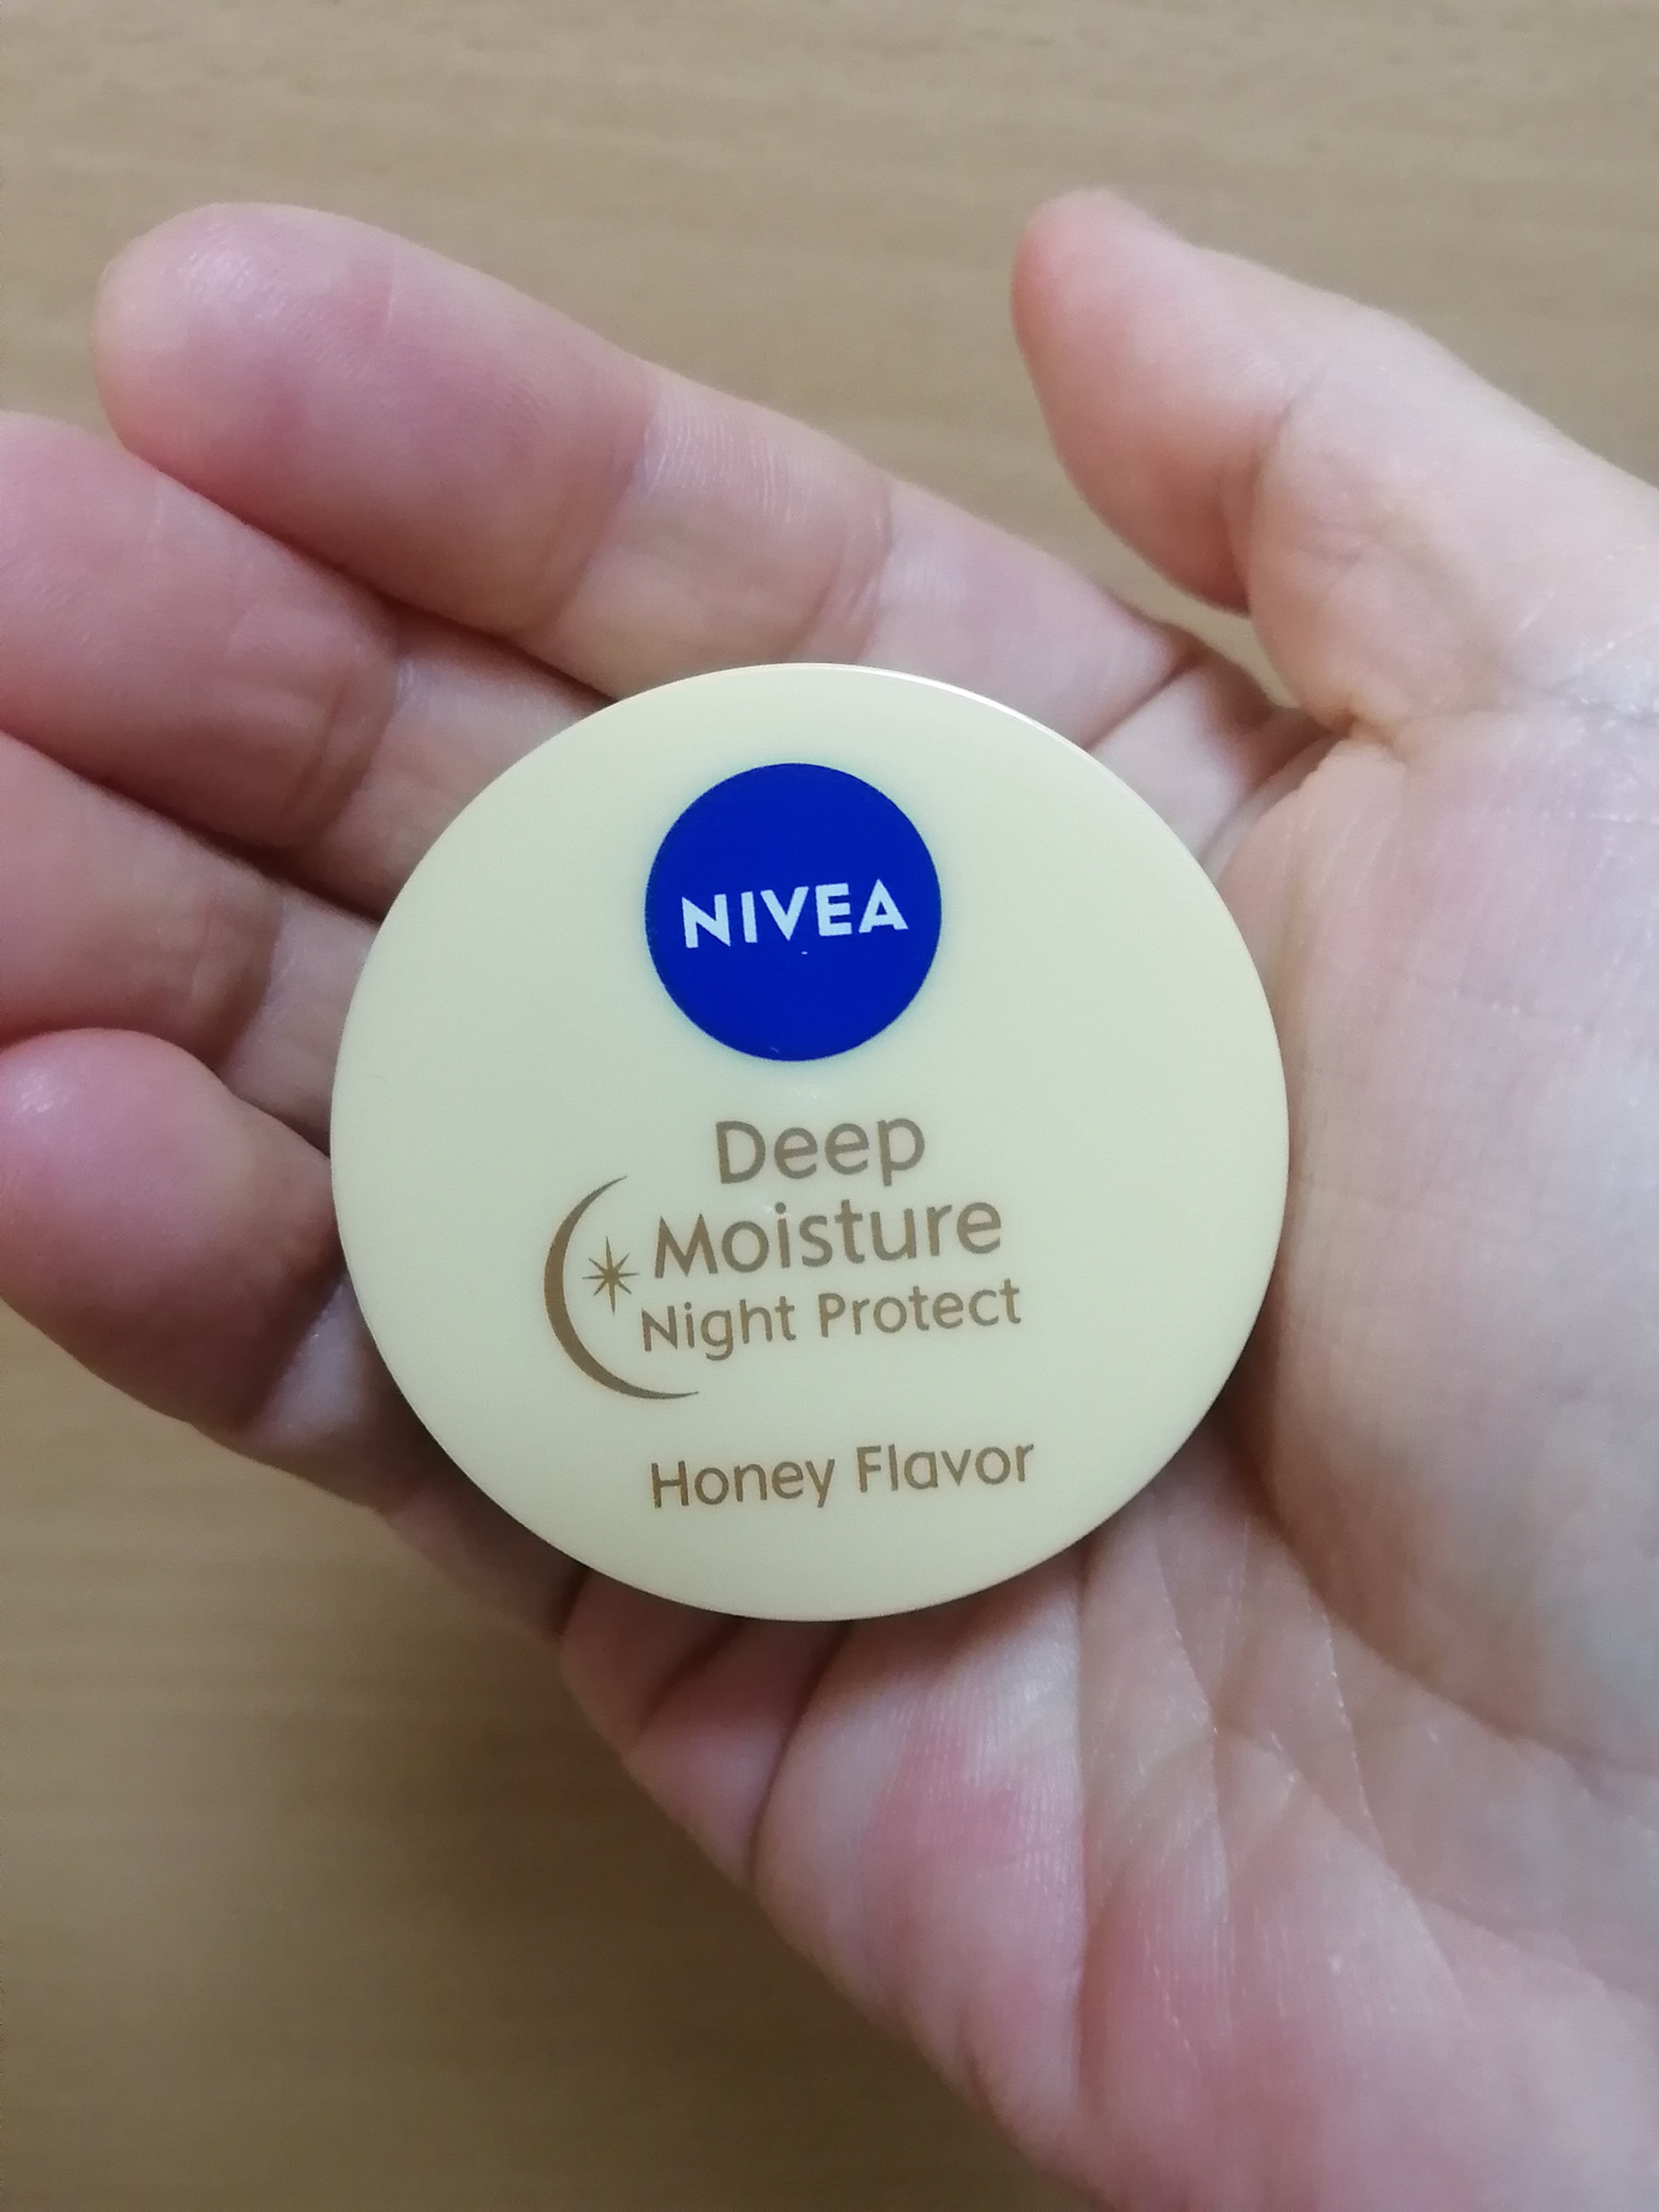 NIVEA
Deep
Moisture
Night Protect
Honey Flavor